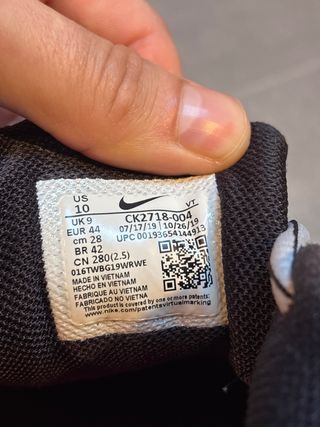 US
10
VT
CK2718-004
UK 9
07/17/19 10/26/19
EUR 44
UPC 00193654144913
cm 28
BR 42
CN 280(2.5)
016TWBG19WRWE
MADE IN VIETNAM
HECHO EN VIETNAM
FABRIQUE AU VIETNAM
FABRICADO NO VIETNA
This product is covered by one or more patents:
www.nike.com/patentsvirtualmarking